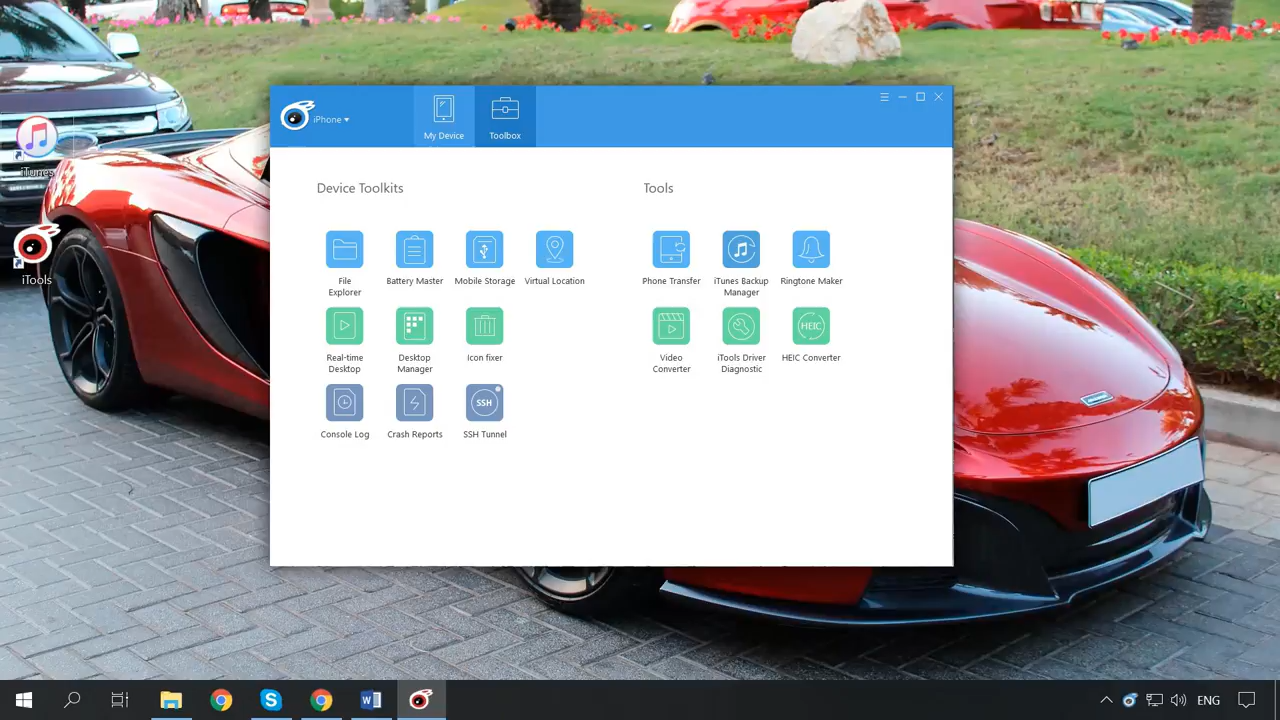 iPhone
My Device
Toolbox
Device Toolkits
Tools
File
Explorer
Battery Master
Mobile Storage
Virtual Location
Phone Transfer
iTunes Backup
Manager
Ringtone Maker
Real-time
Desktop
Desktop
Manager
Icon fixer
Video
Converter
iTools Driver
Diagnostic
HEIC
HEIC Converter
SSH
Console Log
Crash Reports
SSH Tunnel
iTunes
iTools
ENG